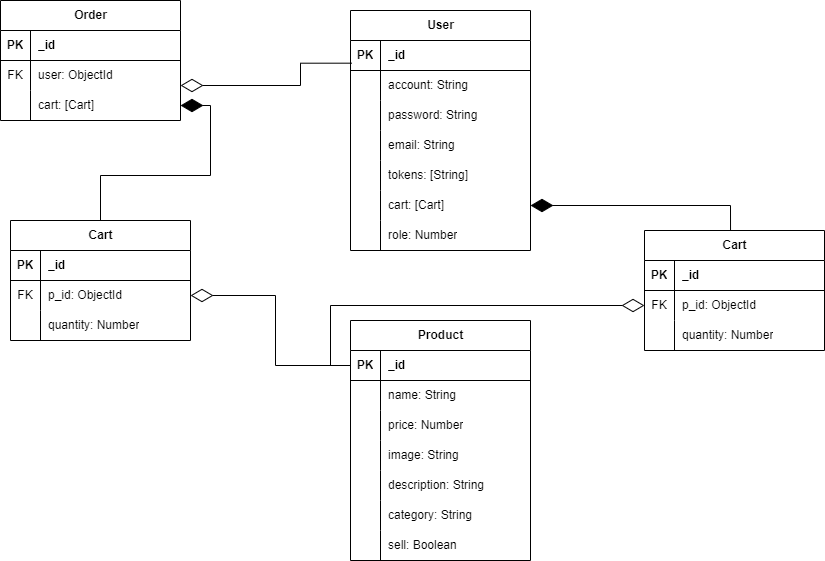 Order
PK _id
FK user: ObjectId
cart: [Cart]
User
PK _id
account: String
password: String
email: String
tokens: [String]
cart: [Cart]
role: Number
Cart
PK _id
FK p_id: ObjectId
quantity: Number
Cart
PK _id
FK p_id: ObjectId
quantity: Number
Product
PK _id
name: String
price: Number
image: String
description: String
category: String
sell: Boolean